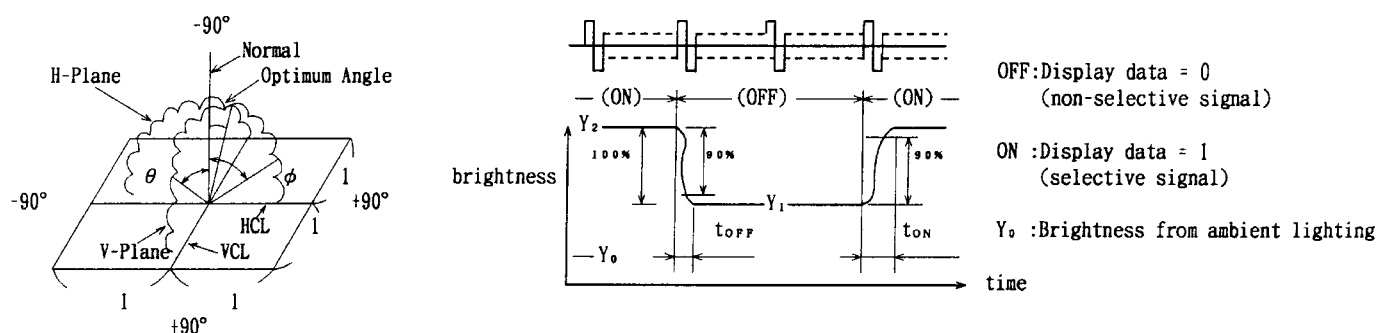 -90°
Normal
H-Plane
Optimum Angle
θ
φ
1
-90°
+90°
HCL
1
V-Plane
VCL
1
1
+90°
(ON)
(OFF)
(ON)
Y₂
100%
90%
90%
brightness
Y₁
tOFF
tON
Y₀
time
OFF:Display data = 0
(non-selective signal)
ON :Display data = 1
(selective signal)
Y₀ :Brightness from ambient lighting